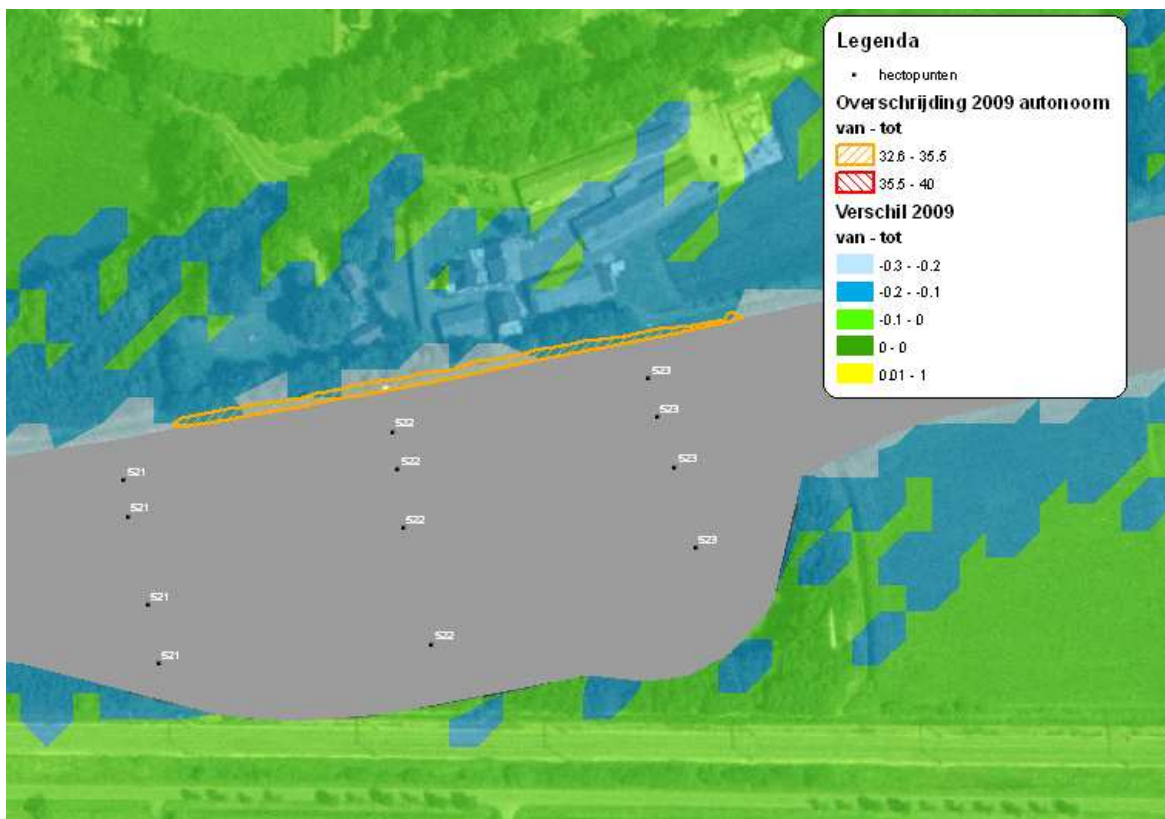 Legenda
hectopunten
Overschrijding 2009 autonoom
van - tot
32.6 - 35.5
35.5 - 40
Verschil 2009
van - tot
-0.3 - -0.2
-0.2 - -0.1
-0.1 - 0
0 - 0
0.01 - 1
523
523
522
523
522
521
521
522
523
521
522
521